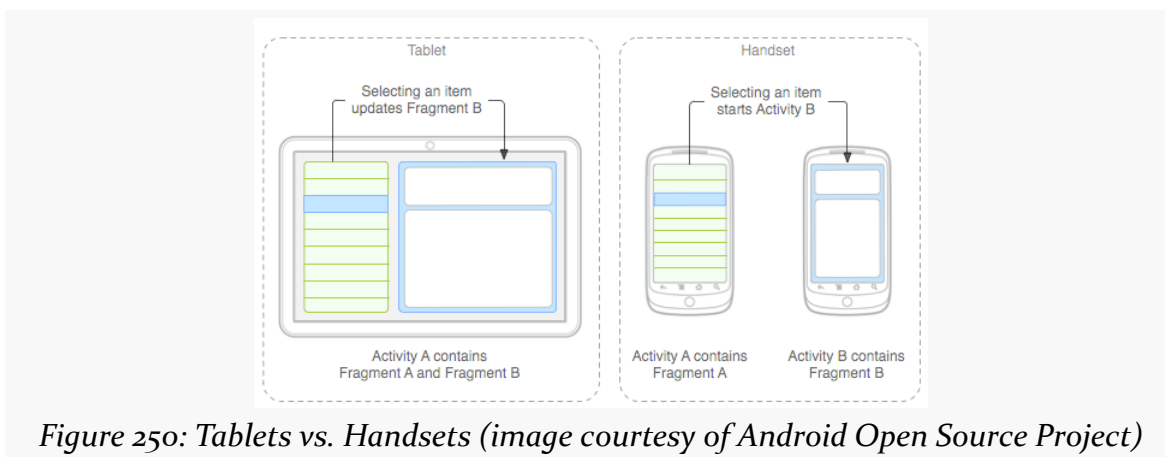 Tablet
Selecting an item
updates Fragment B
Activity A contains
Fragment A and Fragment B
Handset
Selecting an item
starts Activity B
Activity A contains
Fragment A
Activity B contains
Fragment B
Figure 250: Tablets vs. Handsets (image courtesy of Android Open Source Project)